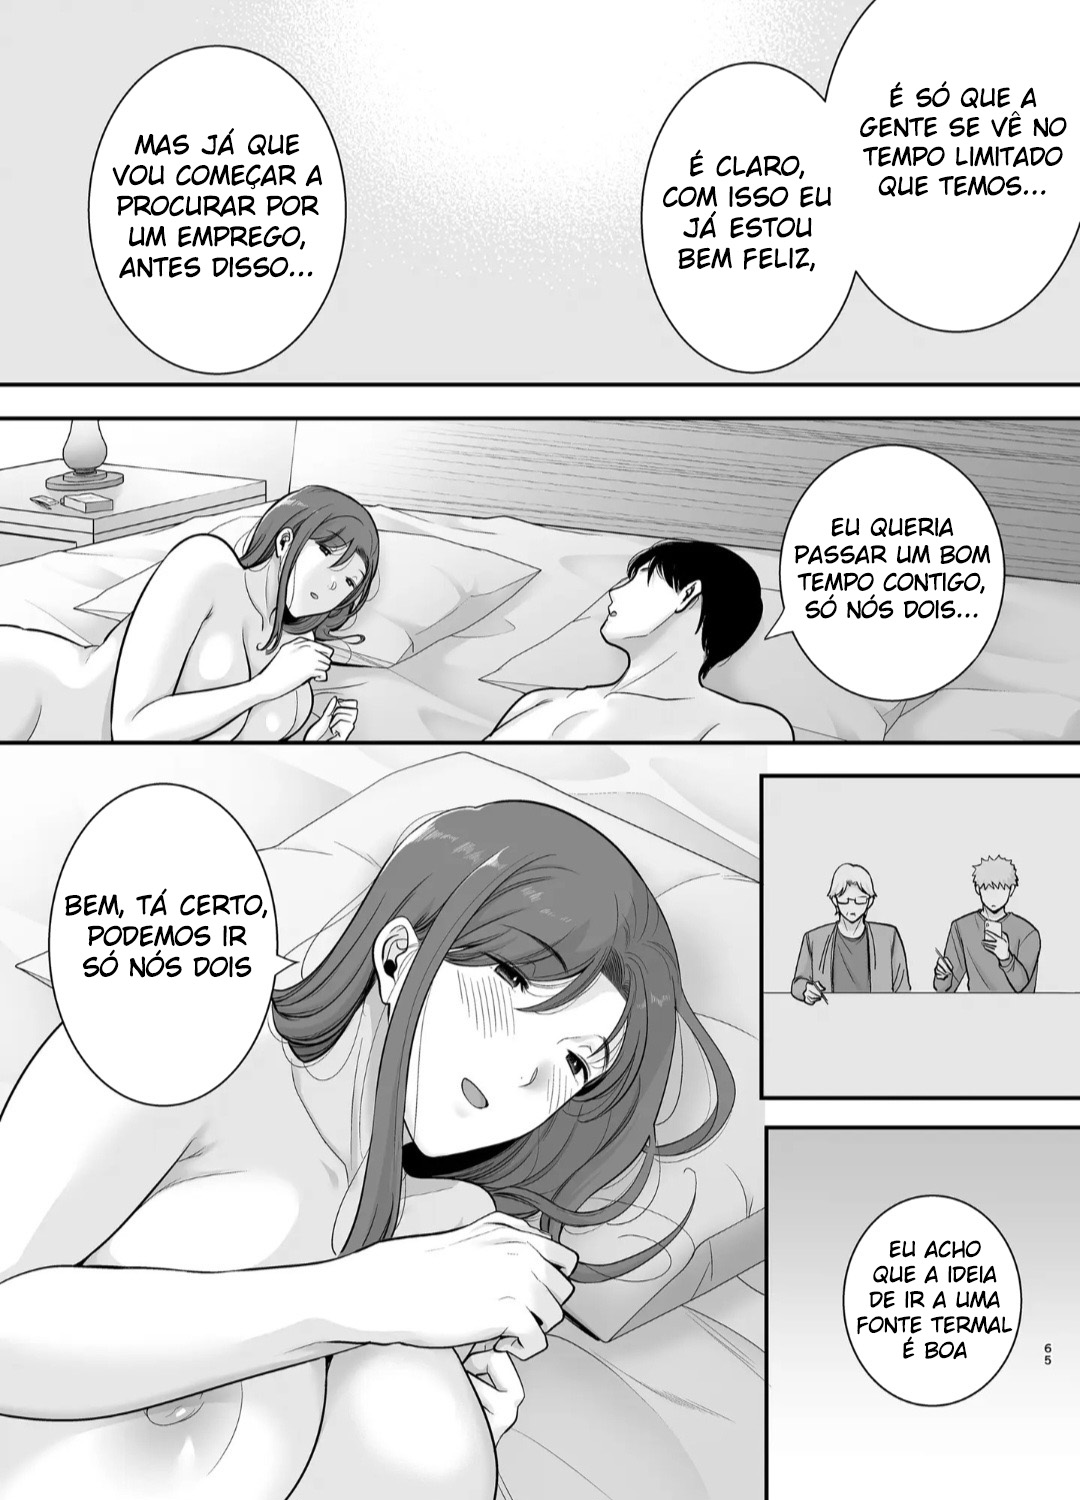 É SÓ QUE A
GENTE SE VÊ NO
TEMPO LIMITADO
QUE TEMOS...
É CLARO,
COM ISSO EU
JÁ ESTOU
BEM FELIZ,
MAS JÁ QUE
VOU COMEÇAR A
PROCURAR POR
UM EMPREGO,
ANTES DISSO...
EU QUERIA
PASSAR UM BOM
TEMPO CONTIGO,
SÓ NÓS DOIS...
BEM, TÁ CERTO,
PODEMOS IR
SÓ NÓS DOIS
EU ACHO
QUE A IDEIA
DE IR A UMA
FONTE TERMAL
É BOA
65